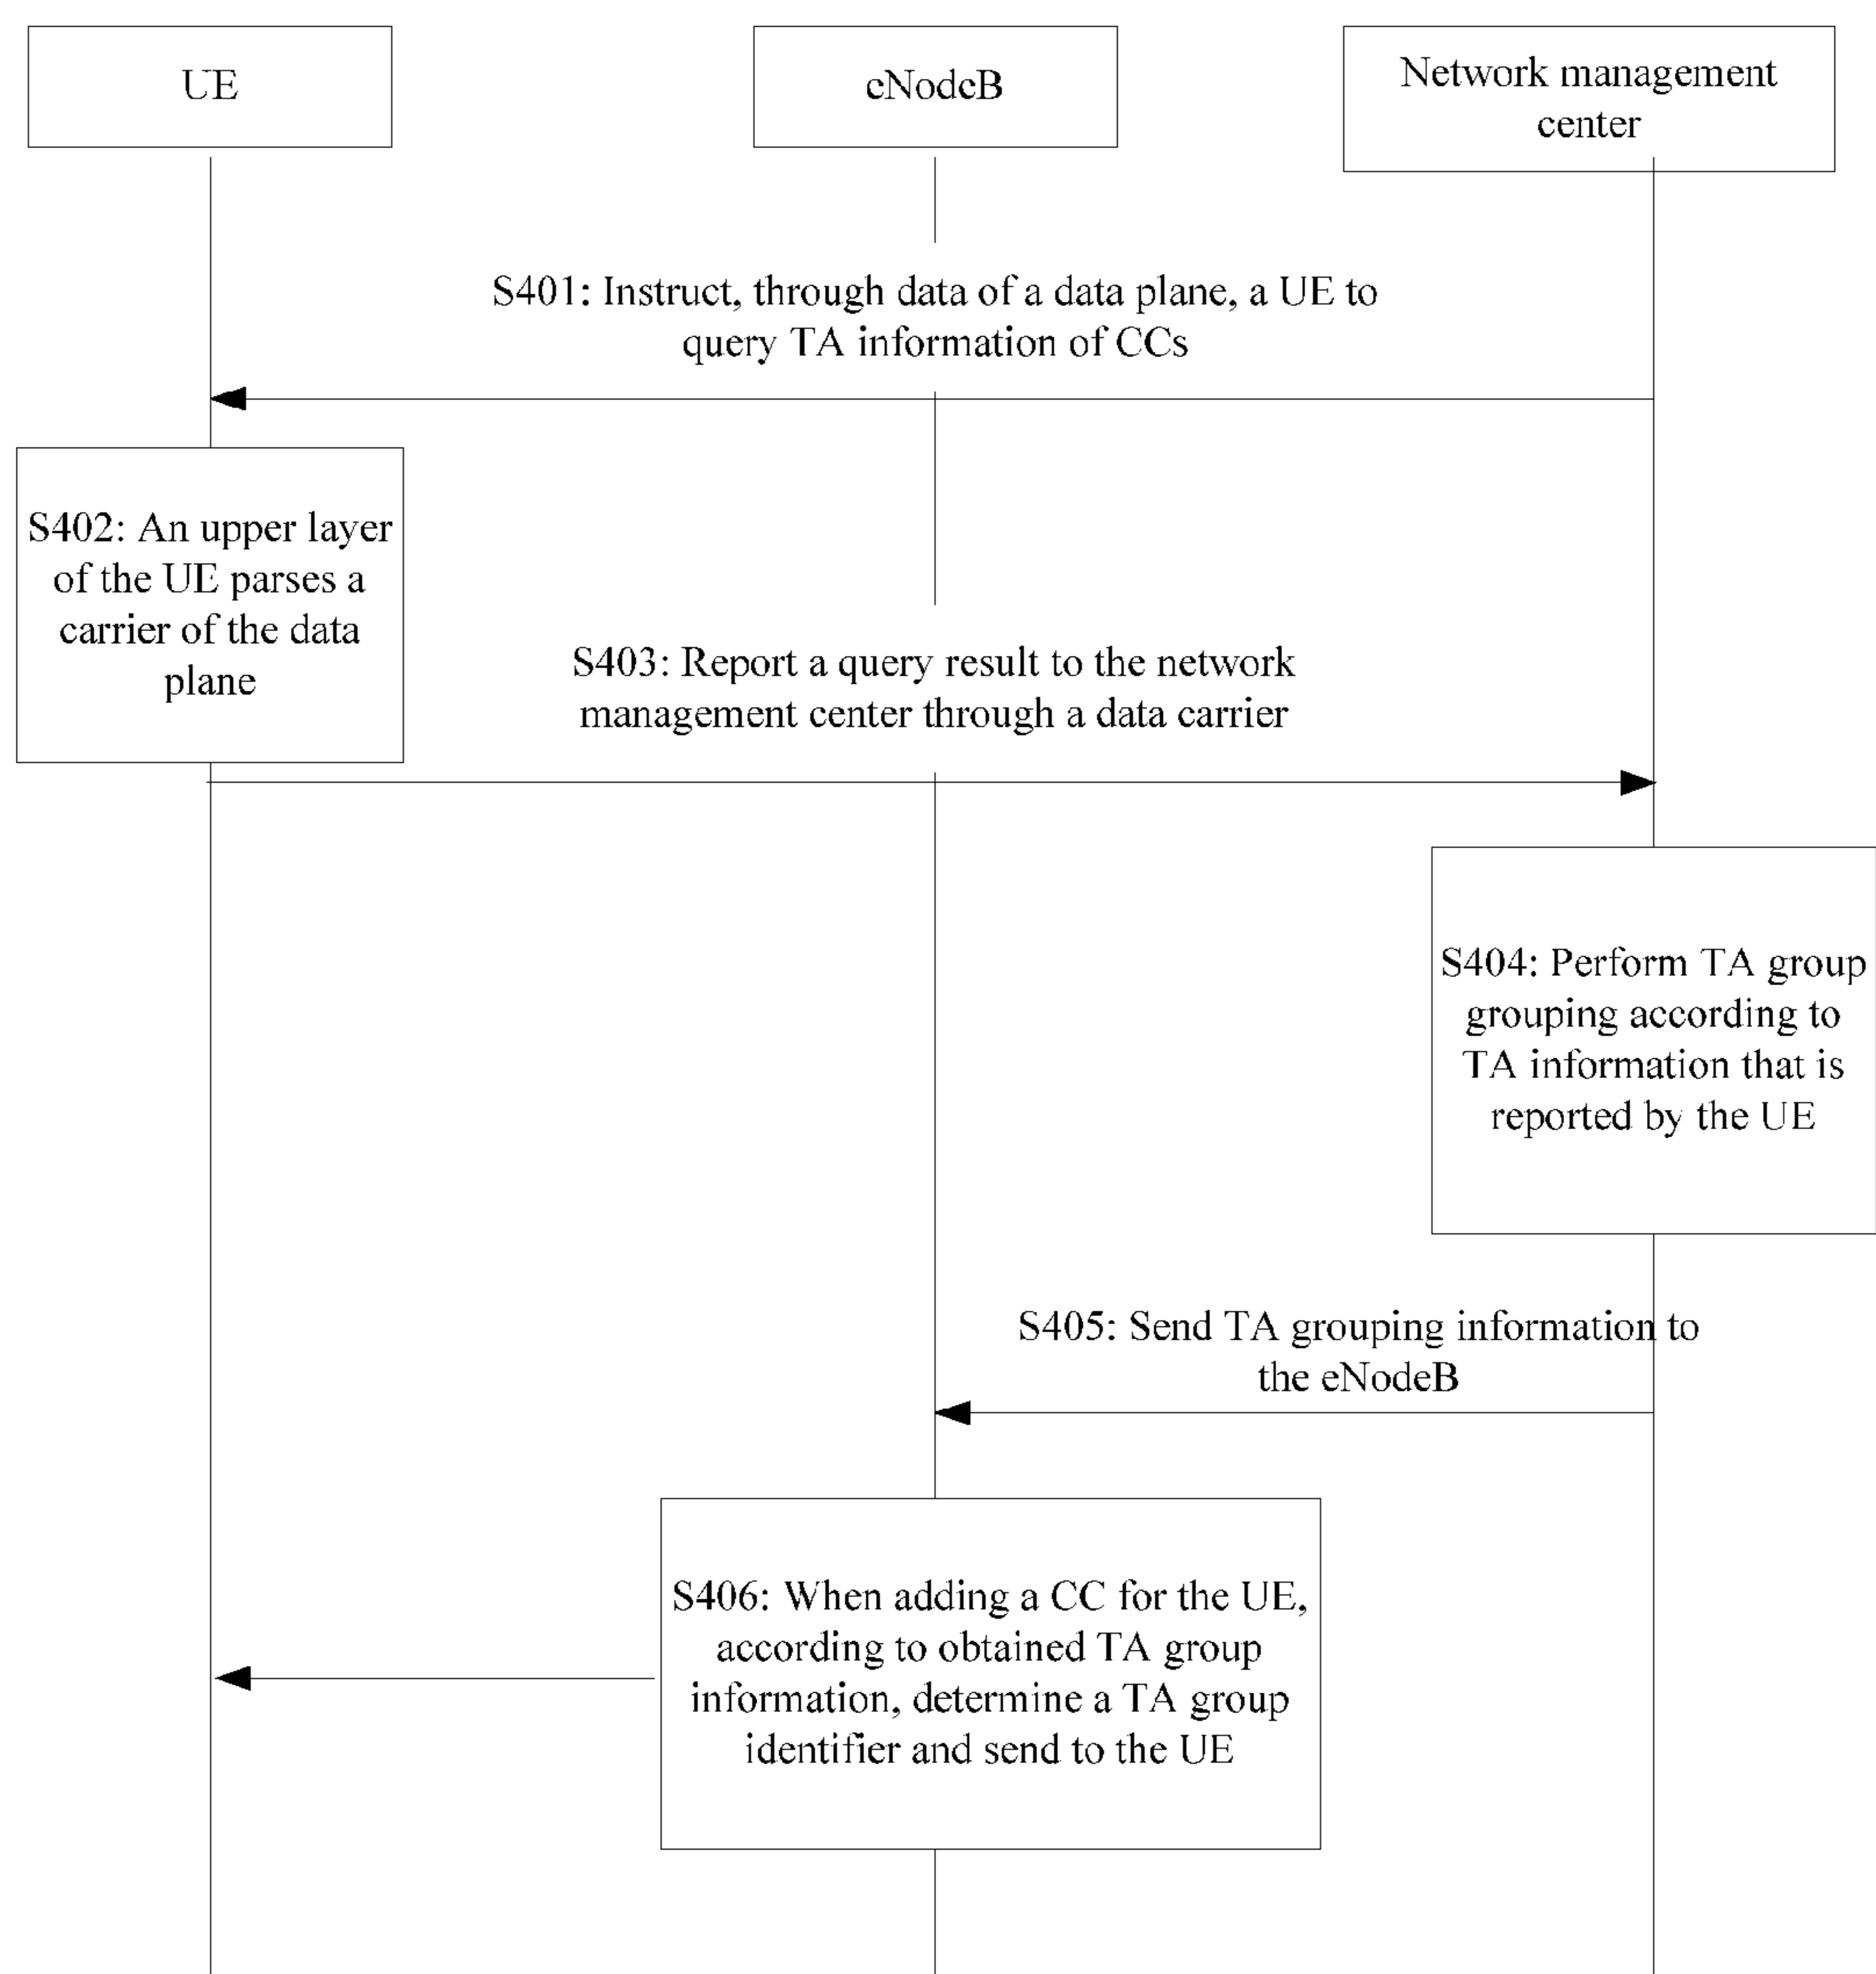 UE
eNodeB
Network management
center
S401: Instruct, through data of a data plane, a UE to
query TA information of CCs
S402: An upper layer
of the UE parses a
carrier of the data
plane
S403: Report a query result to the network
management center through a data carrier
S404: Perform TA group
grouping according to
TA information that is
reported by the UE
S405: Send TA grouping information to
the eNodeB
S406: When adding a CC for the UE,
according to obtained TA group
information, determine a TA group
identifier and send to the UE